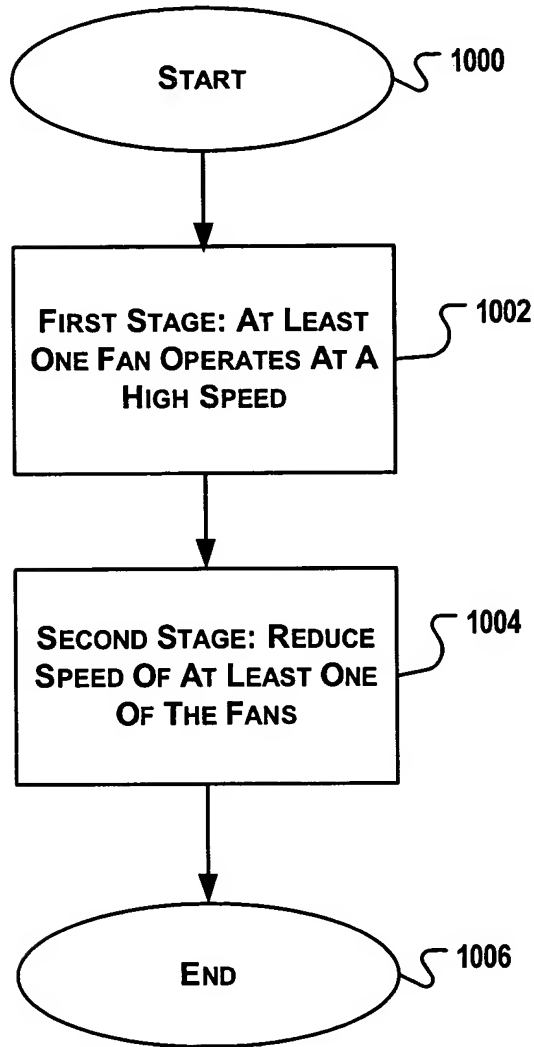 START
1000
FIRST STAGE: AT LEAST
ONE FAN OPERATES AT A
HIGH SPEED
1002
SECOND STAGE: REDUCE
SPEED OF AT LEAST ONE
OF THE FANS
1004
END
1006